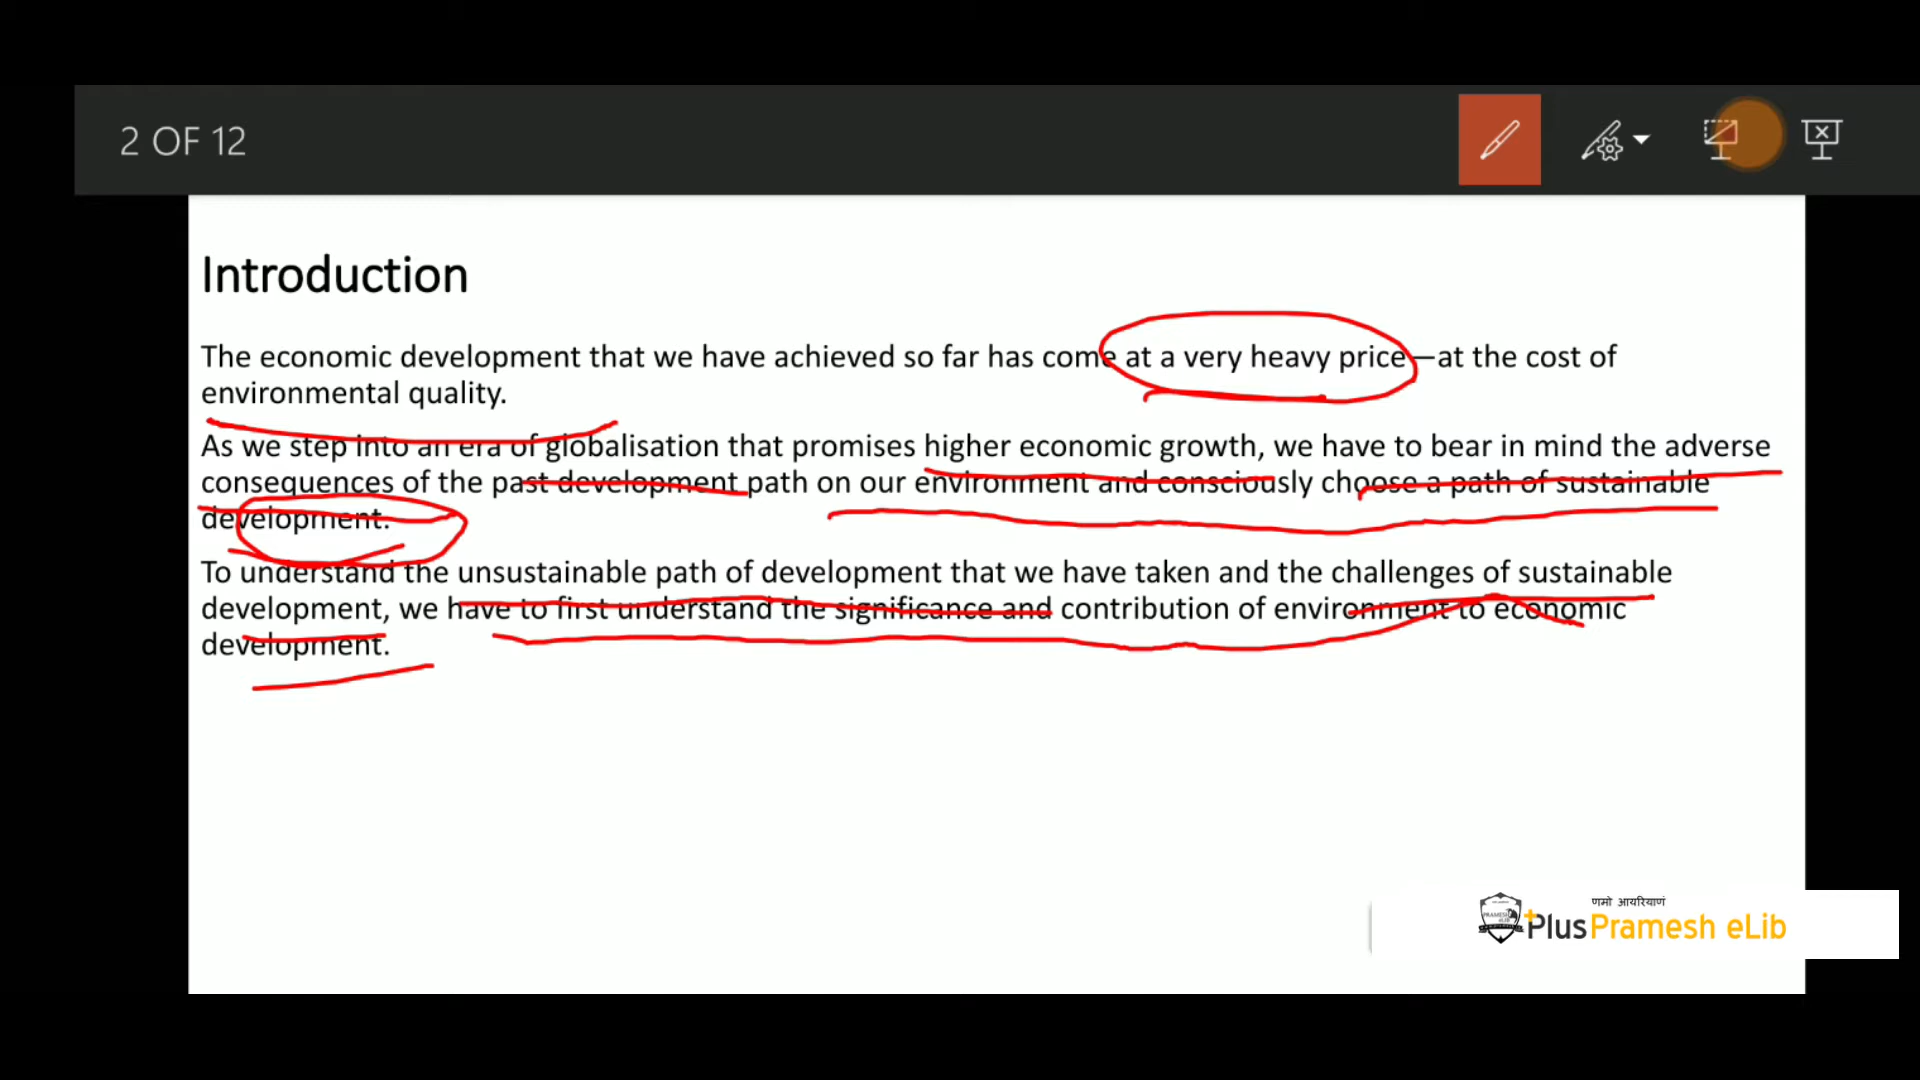 2 OF 12
Introduction
The economic development that we have achieved so far has come at a very heavy price—at the cost of
environmental quality.
As we step into an era of globalisation that promises higher economic growth, we have to bear in mind the adverse
consequences of the past development path on our environment and consciously choose a path of sustainable
development.
To understand the unsustainable path of development that we have taken and the challenges of sustainable
development, we have to first understand the significance and contribution of environment to economic
development.
णमो आयरियाणं
PlusPramesh eLib